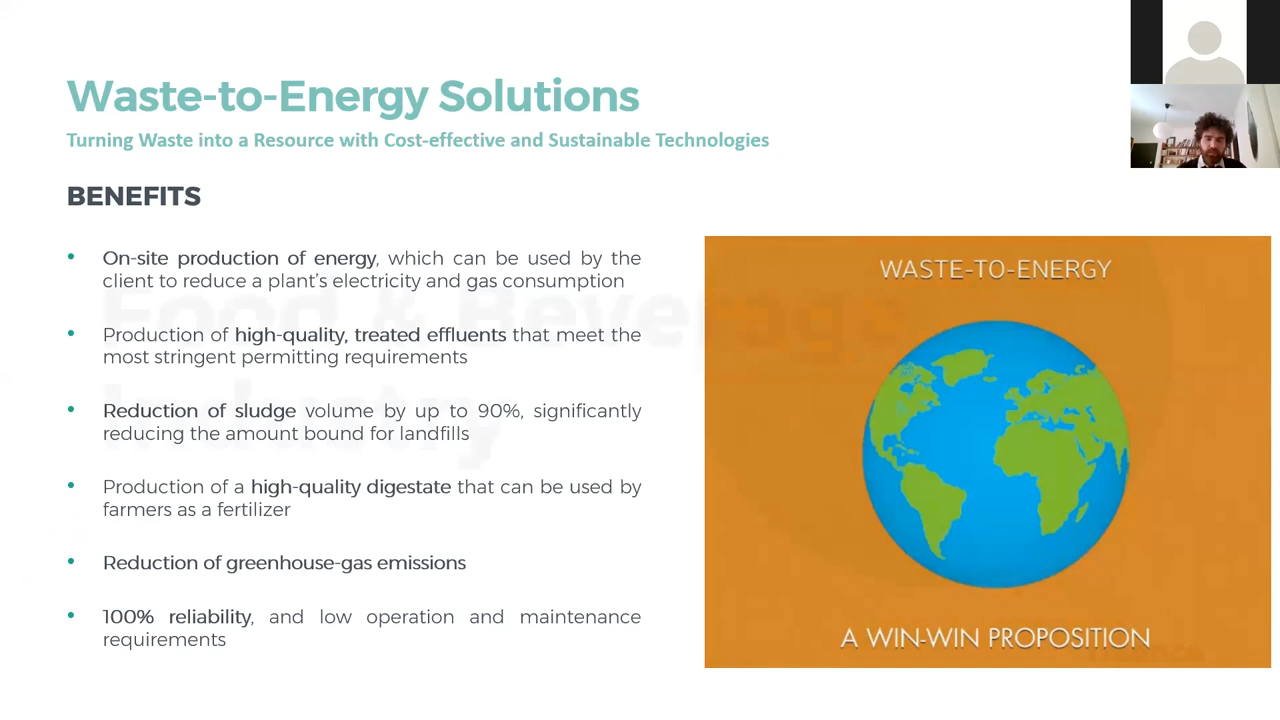 Waste-to-Energy Solutions
Turning Waste into a Resource with Cost-effective and Sustainable Technologies
BENEFITS
• On-site production of energy, which can be used by the
client to reduce a plant's electricity and gas consumption
• Production of high-quality, treated effluents that meet the
most stringent permitting requirements
• Reduction of sludge volume by up to 90%, significantly
reducing the amount bound for landfills
• Production of a high-quality digestate that can be used by
farmers as a fertilizer
• Reduction of greenhouse-gas emissions
• 100% reliability, and low operation and maintenance
requirements
WASTE-TO-ENERGY
A WIN-WIN PROPOSITION
Food & Beverage
Industry